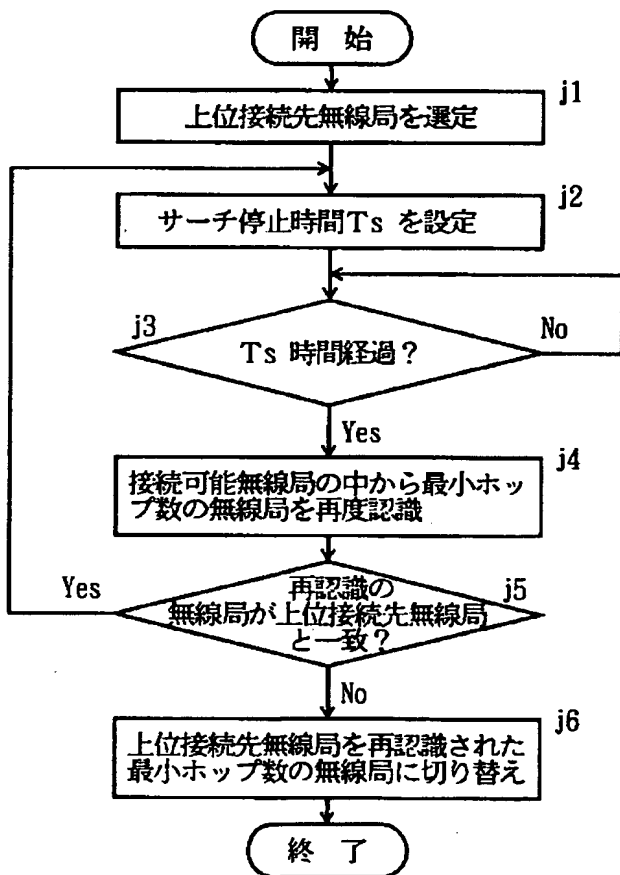 開 始
j1
上位接続先無線局を選定
j2
サーチ停止時間Ts を設定
j3
Ts 時間経過？
No
Yes
j4
接続可能無線局の中から最小ホッ
プ数の無線局を再度認識
Yes
j5
再認識の
無線局が上位接続先無線局
と一致？
No
j6
上位接続先無線局を再認識された
最小ホップ数の無線局に切り替え
終 了